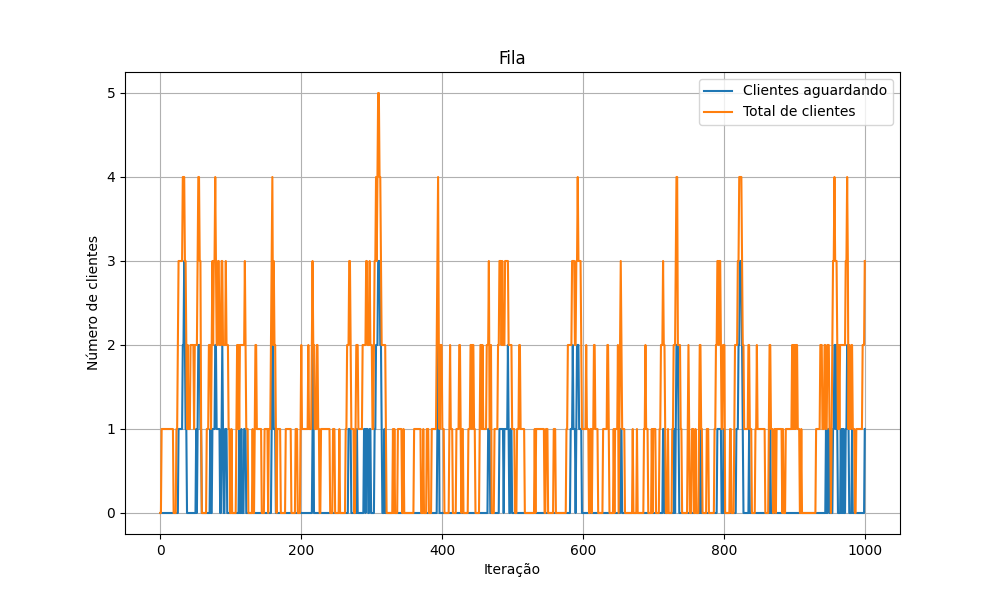 Fila
Clientes aguardando
Total de clientes
Número de clientes
5
4
3
2
1
0
0 200 400 600 800 1000
Iteração